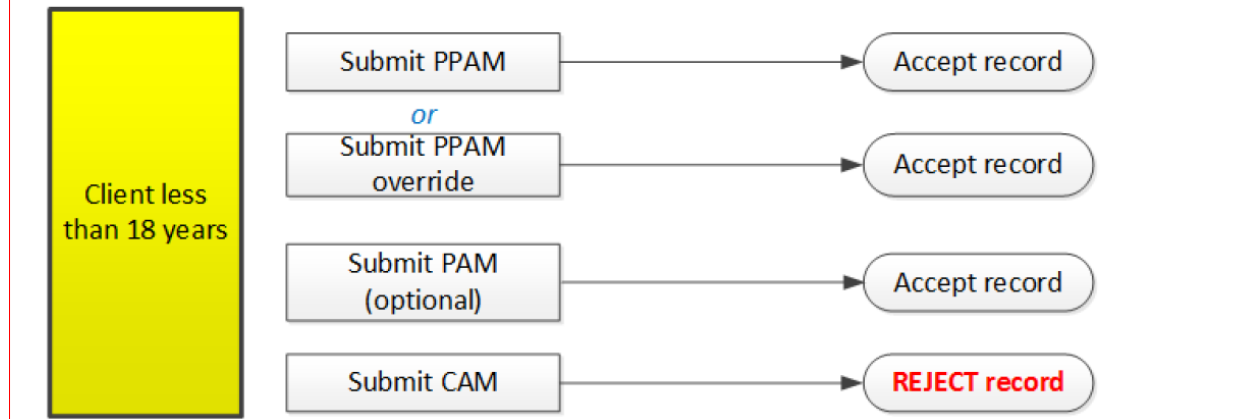 Submit PPAM
Accept record
or
Submit PPAM
override
Accept record
Client less
than 18 years
Submit PAM
(optional)
Accept record
Submit CAM
REJECT record